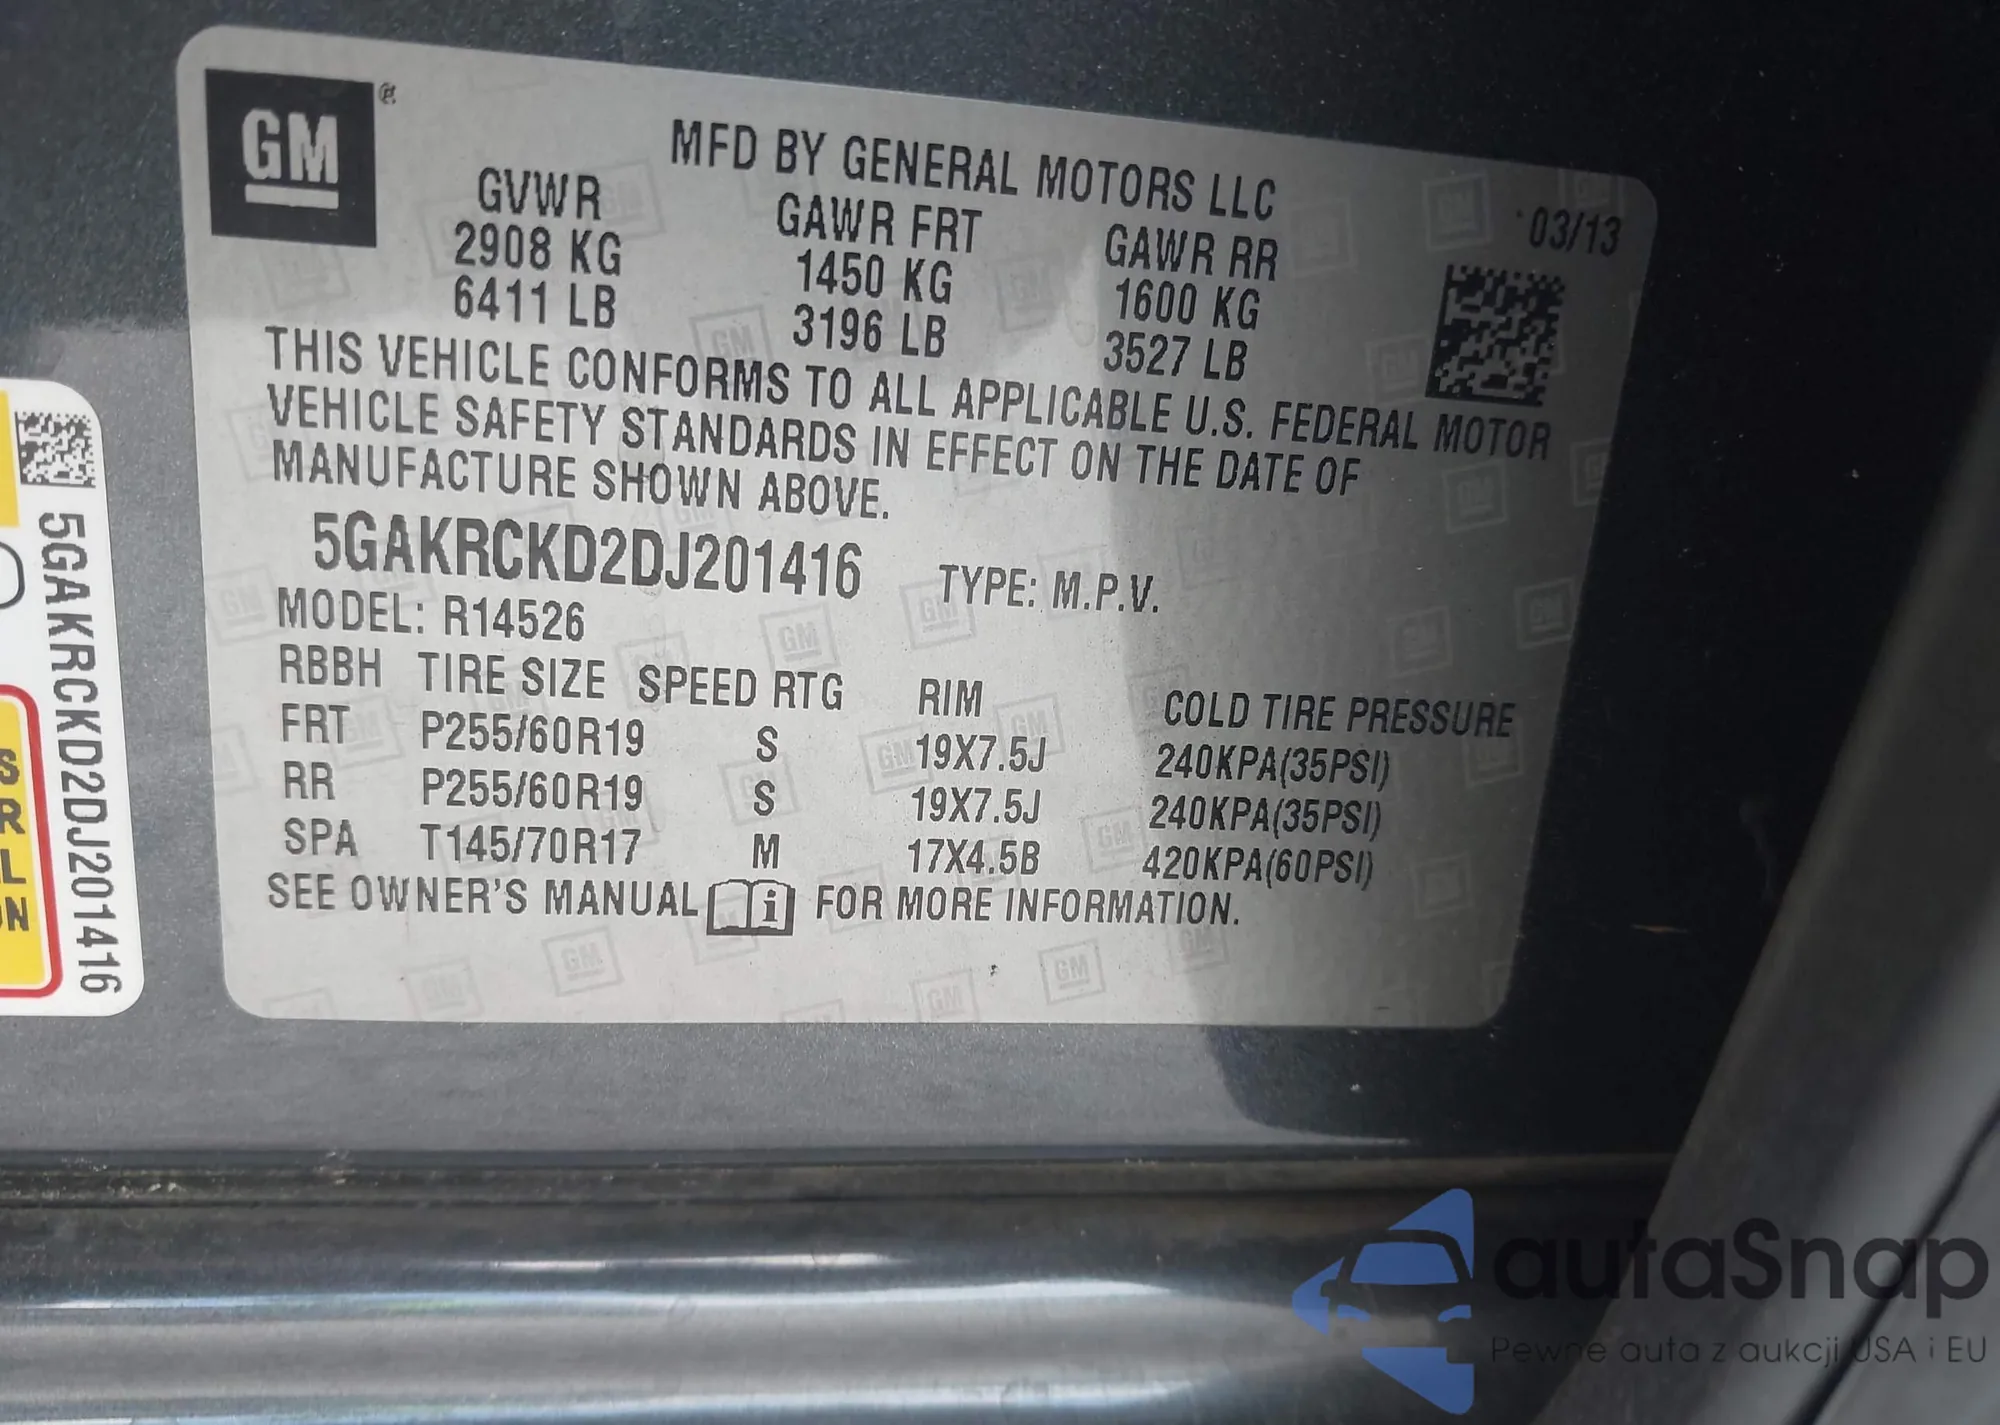 GM
®
MFD BY GENERAL MOTORS LLC
03/13
GVWR GAWR FRT GAWR RR
2908 KG 1450 KG 1600 KG
6411 LB 3196 LB 3527 LB
THIS VEHICLE CONFORMS TO ALL APPLICABLE U.S. FEDERAL MOTOR
VEHICLE SAFETY STANDARDS IN EFFECT ON THE DATE OF
MANUFACTURE SHOWN ABOVE.
5GAKRCKD2DJ201416 TYPE: M.P.V.
MODEL: R14526
RBBH TIRE SIZE SPEED RTG RIM COLD TIRE PRESSURE
FRT P255/60R19 S 19X7.5J 240KPA(35PSI)
RR P255/60R19 S 19X7.5J 240KPA(35PSI)
SPA T145/70R17 M 17X4.5B 420KPA(60PSI)
SEE OWNER'S MANUAL i FOR MORE INFORMATION.
5GAKRCKD2DJ201416
S
R
L
ON
autaSnap
Pewne auta z aukcji USA i EU